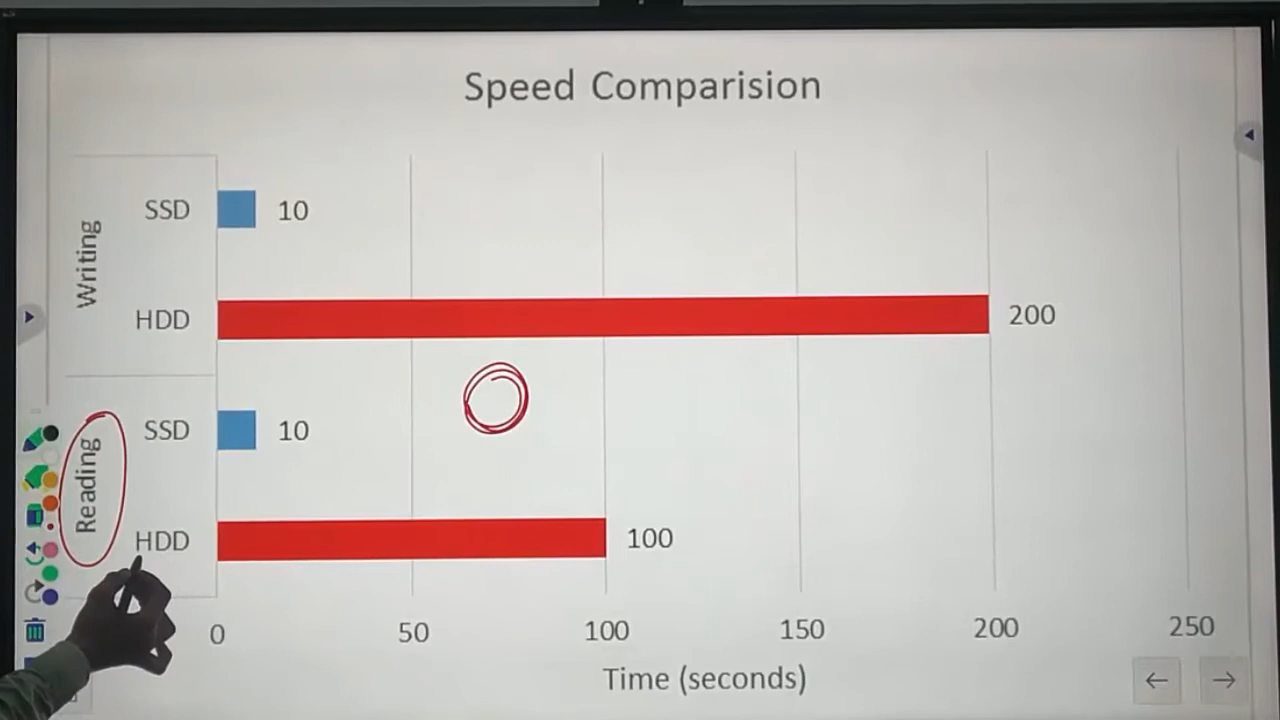 Speed Comparision
Writing
SSD 10
HDD 200
Reading
SSD 10
HDD 100
0 50 100 150 200 250
Time (seconds)